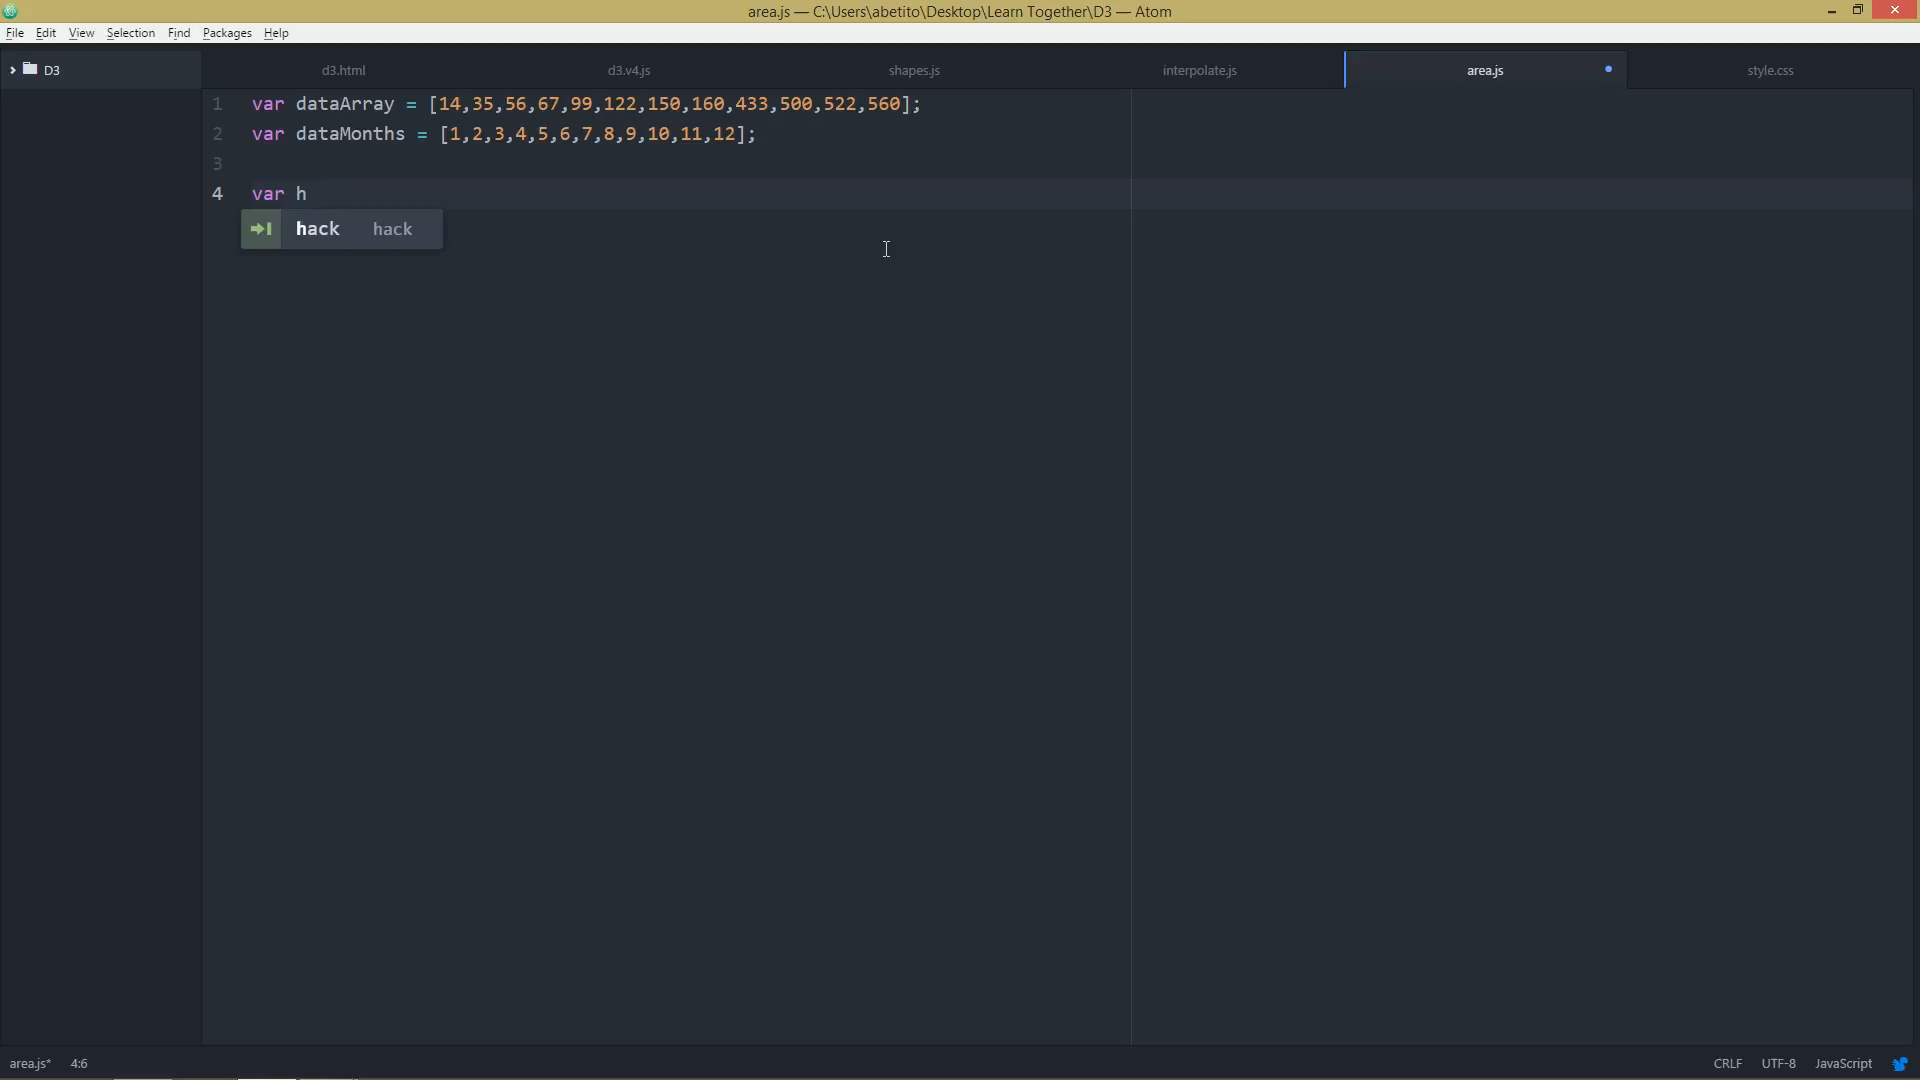 area.js — C:\Users\abetito\Desktop\Learn Together\D3 — Atom
File Edit View Selection Find Packages Help
D3
d3.html d3.v4.js shapes.js interpolate.js area.js style.css
1 var dataArray = [14,35,56,67,99,122,150,160,433,500,522,560];
2 var dataMonths = [1,2,3,4,5,6,7,8,9,10,11,12];
3
4 var h
hack hack
area.js* 4:6 CRLF UTF-8 JavaScript